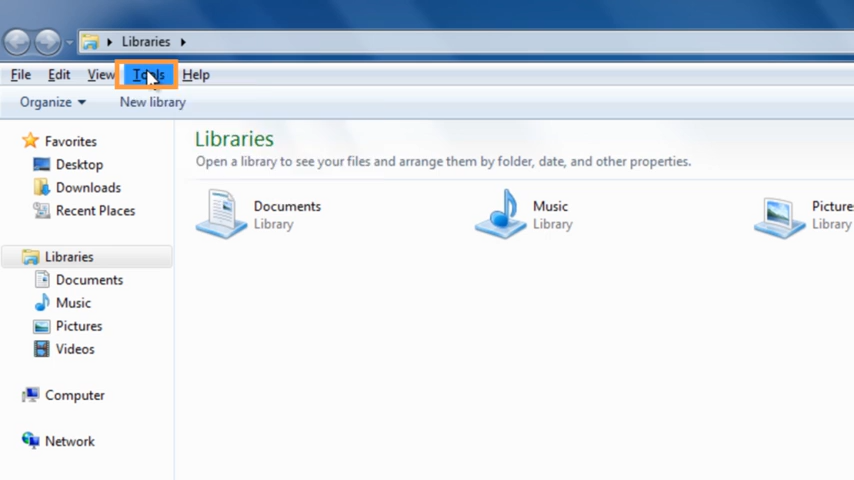 Libraries
File Edit View Tools Help
Organize New library
Favorites
Desktop
Downloads
Recent Places
Libraries
Documents
Music
Pictures
Videos
Computer
Network
Libraries
Open a library to see your files and arrange them by folder, date, and other properties.
Documents
Library
Music
Library
Picture
Library